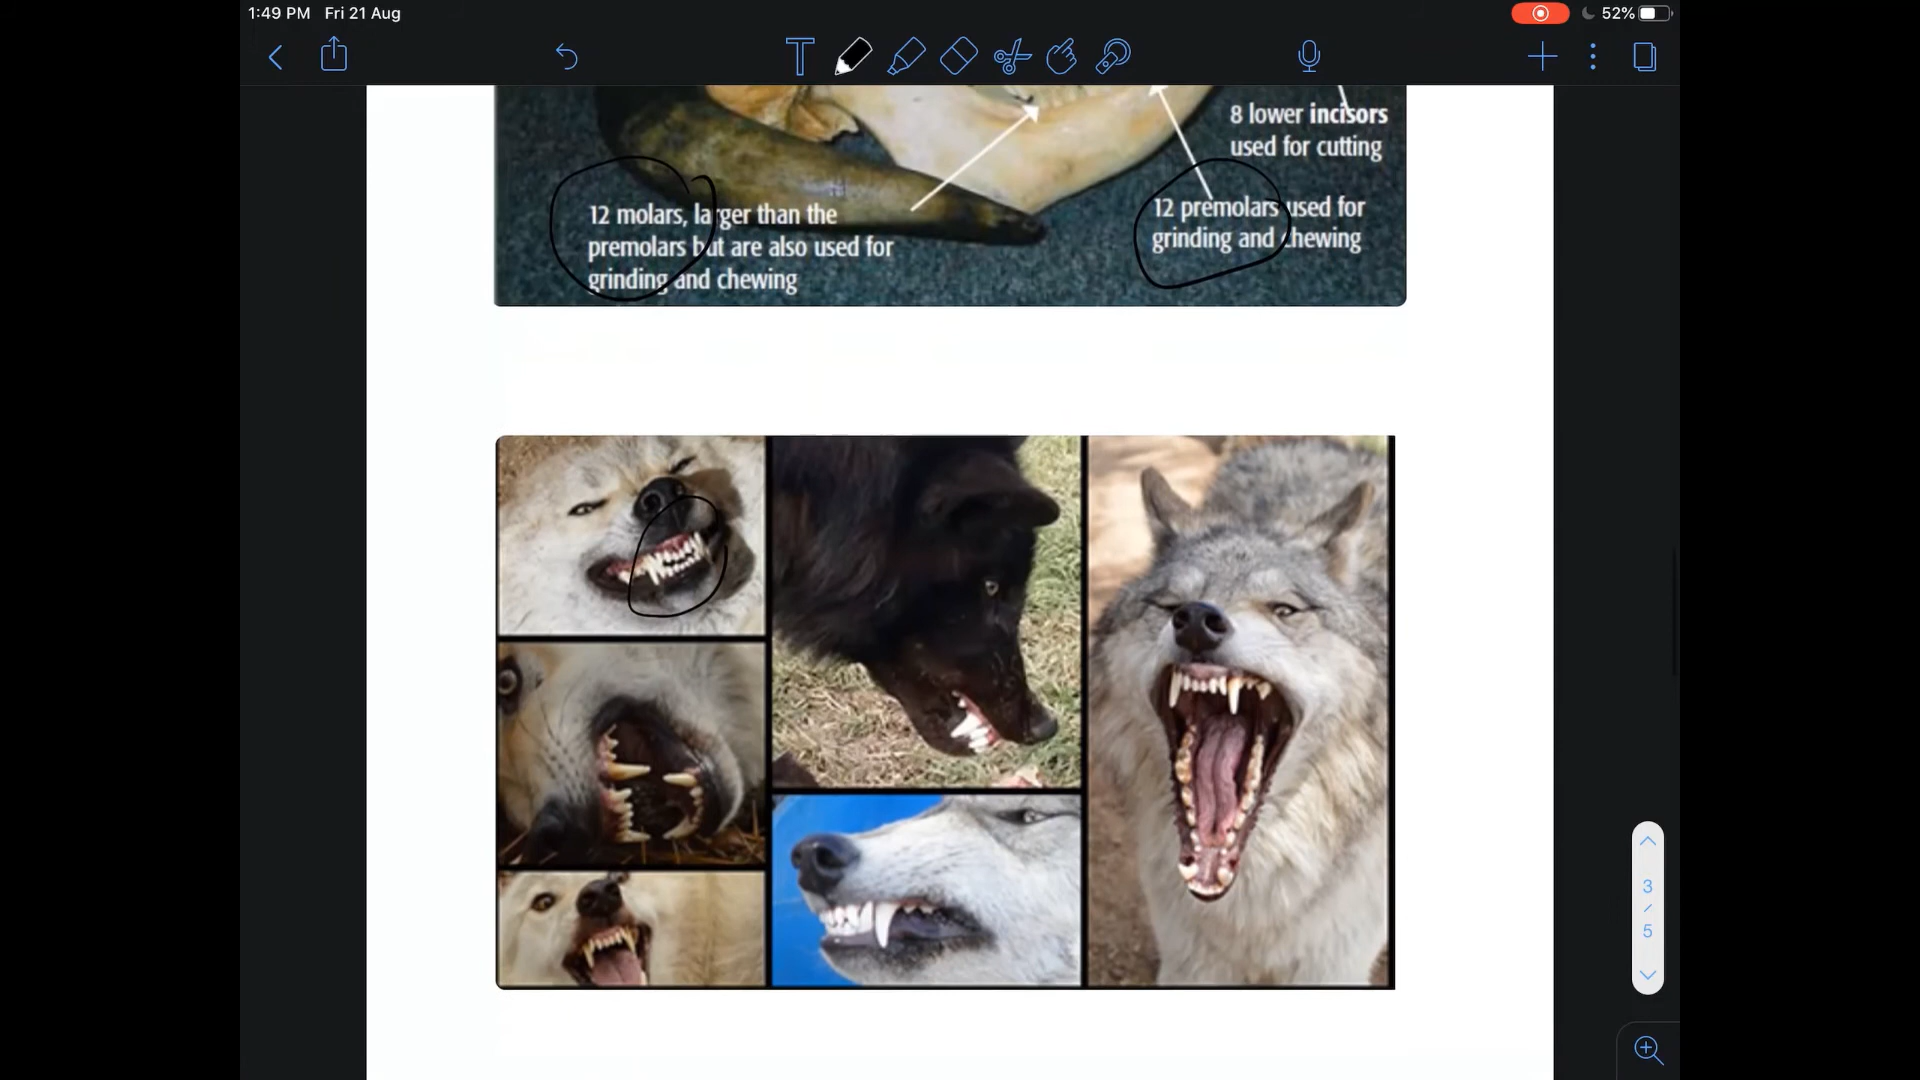 1:49 PM Fri 21 Aug
52%
8 lower incisors
used for cutting
12 molars, larger than the
premolars but are also used for
grinding and chewing
12 premolars used for
grinding and chewing
3
/
5